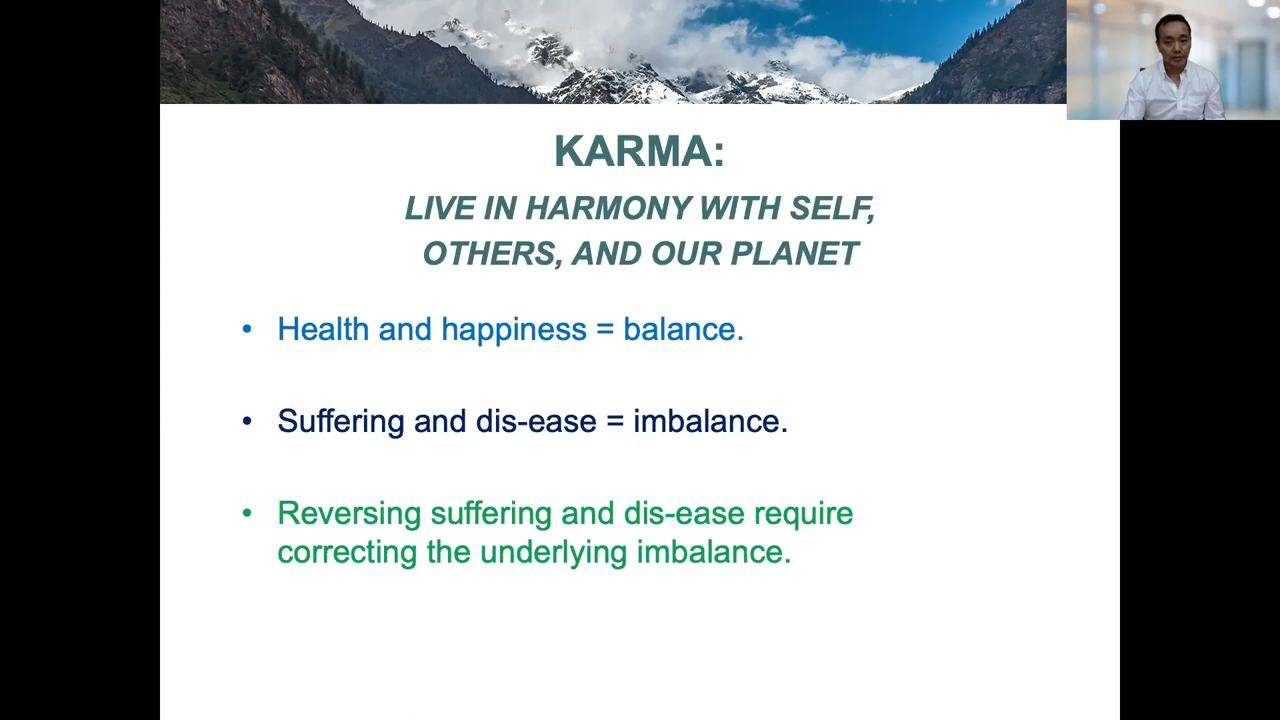 KARMA:
LIVE IN HARMONY WITH SELF,
OTHERS, AND OUR PLANET
• Health and happiness = balance.
• Suffering and dis-ease = imbalance.
• Reversing suffering and dis-ease require
correcting the underlying imbalance.